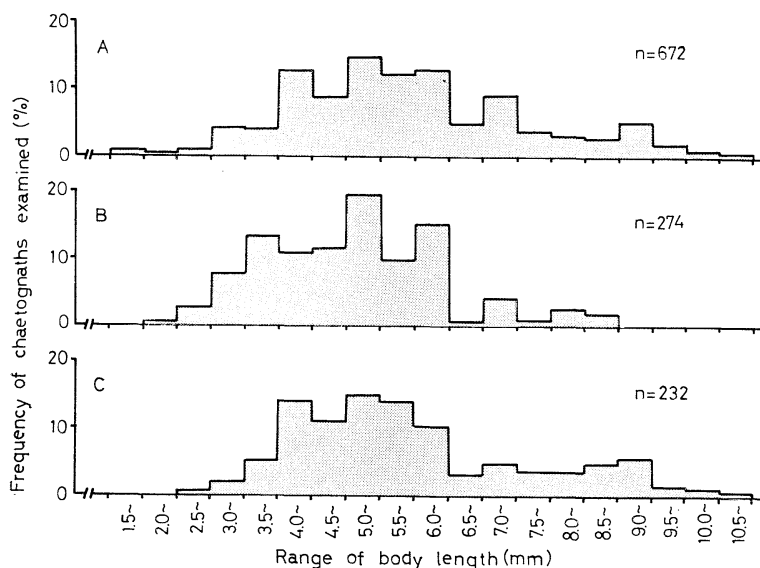 Frequency of chaetognaths examined (%)
20
A
n=672
10
0
20
B
n=274
10
0
20
C
n=232
10
0
1.5~ 2.0~ 2.5~ 3.0~ 3.5~ 4.0~ 4.5~ 5.0~ 5.5~ 6.0~ 6.5~ 7.0~ 7.5~ 8.0~ 8.5~ 9.0~ 9.5~ 10.0~ 10.5~
Range of body length (mm)